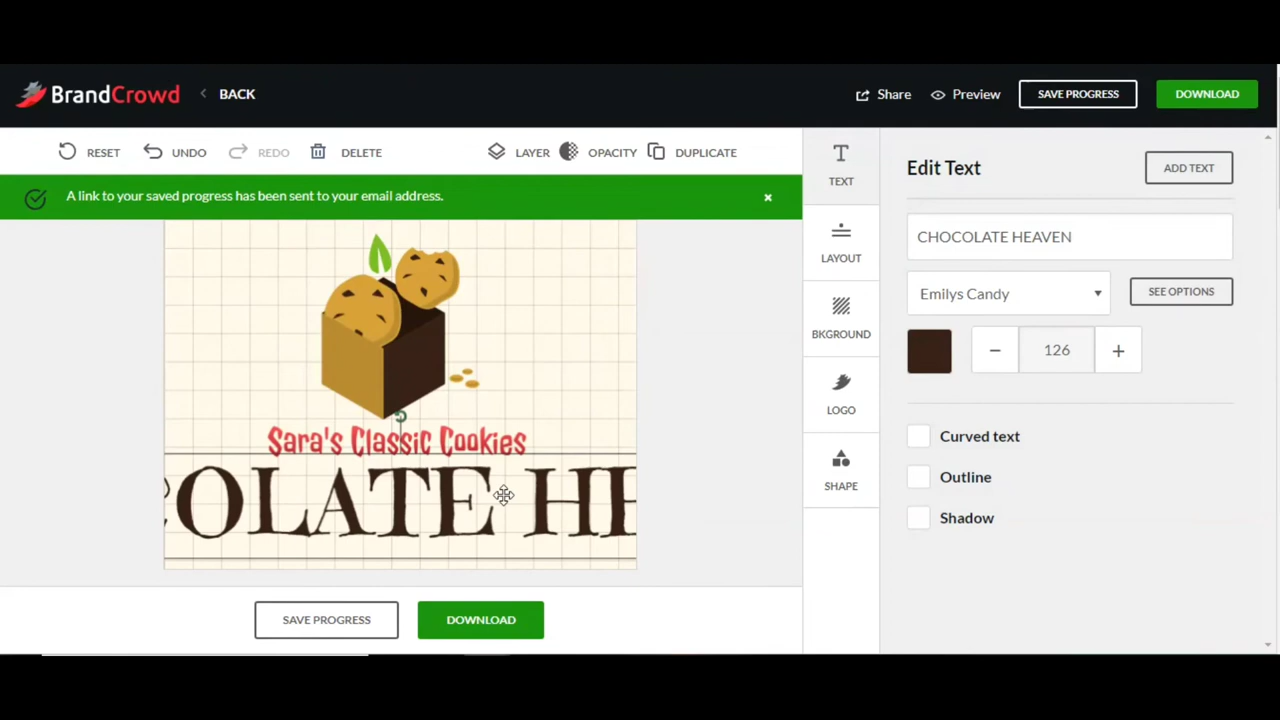 BrandCrowd
BACK
Share
Preview
SAVE PROGRESS
DOWNLOAD
RESET
UNDO
REDO
DELETE
LAYER
OPACITY
DUPLICATE
A link to your saved progress has been sent to your email address.
Sara's Classic Cookies
COLATE HE
SAVE PROGRESS
DOWNLOAD
TEXT
LAYOUT
BKGROUND
LOGO
SHAPE
Edit Text
ADD TEXT
CHOCOLATE HEAVEN
Emilys Candy
SEE OPTIONS
126
Curved text
Outline
Shadow